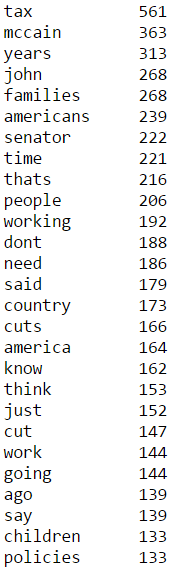 tax 561
mccain 363
years 313
john 268
families 268
americans 239
senator 222
time 221
thats 216
people 206
working 192
dont 188
need 186
said 179
country 173
cuts 166
america 164
know 162
think 153
just 152
cut 147
work 144
going 144
ago 139
say 139
children 133
policies 133